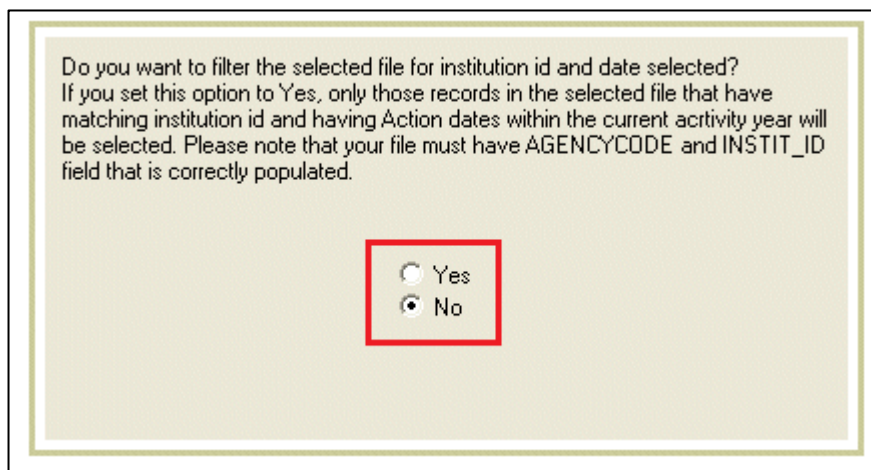 Do you want to filter the selected file for institution id and date selected?
If you set this option to Yes, only those records in the selected file that have
matching institution id and having Action dates within the current acrtivity year will
be selected. Please note that your file must have AGENCYCODE and INSTIT_ID
field that is correctly populated.
Yes
No